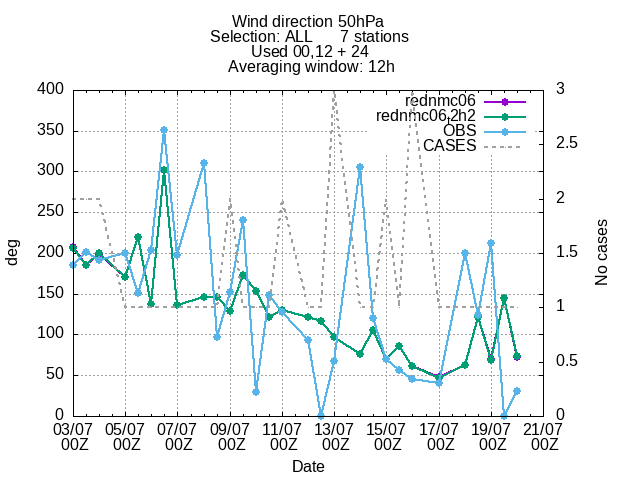 Wind direction 50hPa
Selection: ALL 7 stations
Used 00,12 + 24
Averaging window: 12h
rednmc06
rednmc06.2h2
OBS
CASES
400
350
300
250
200
150
100
50
0
deg
3
2.5
2
1.5
1
0.5
0
No cases
03/07 05/07 07/07 09/07 11/07 13/07 15/07 17/07 19/07 21/07
00Z 00Z 00Z 00Z 00Z 00Z 00Z 00Z 00Z 00Z
Date